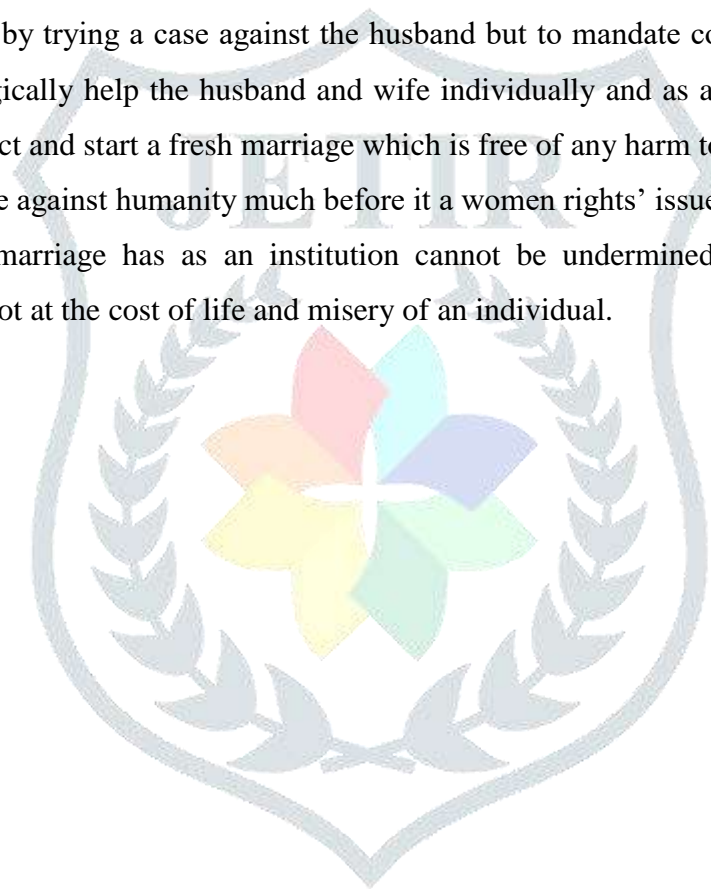 by trying a case against the husband but to mandate co
gically help the husband and wife individually and as a
ct and start a fresh marriage which is free of any harm to
e against humanity much before it a women rights’ issue
marriage has as an institution cannot be undermined
ot at the cost of life and misery of an individual.
JETIR